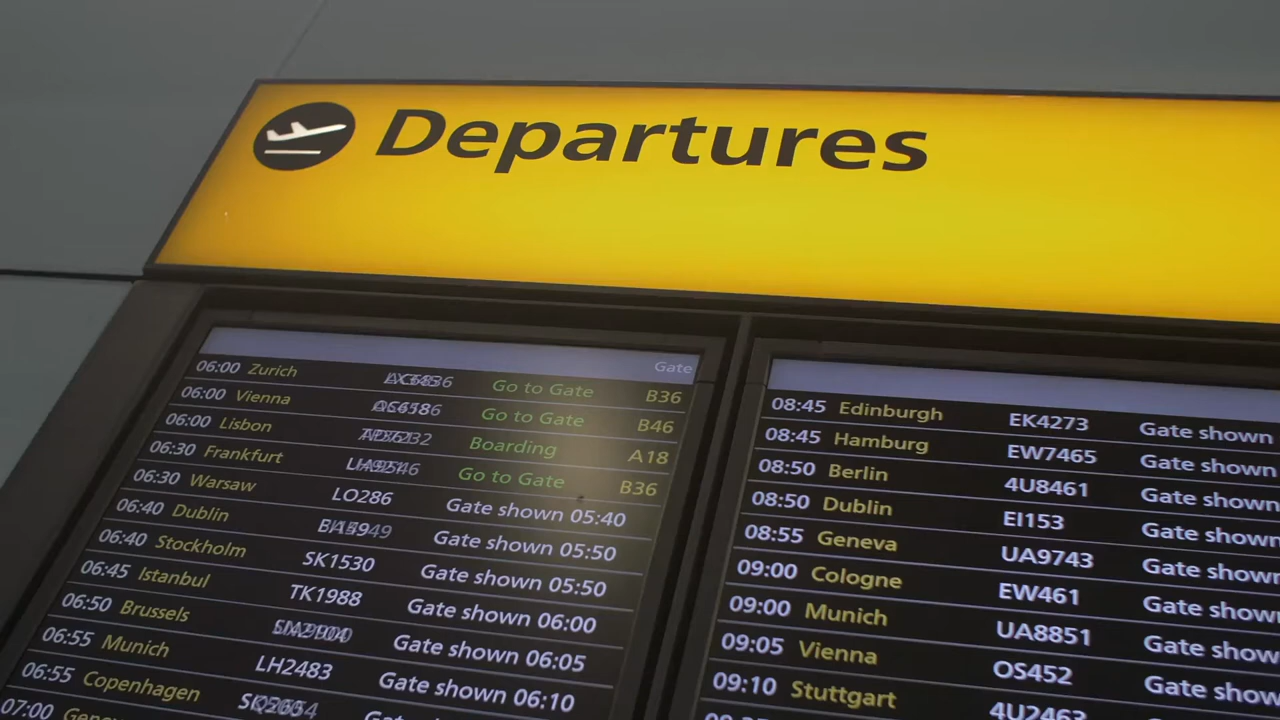 Departures
Gate
06:00 Zurich Go to Gate B36
06:00 Vienna Go to Gate B46
06:00 Lisbon Boarding A18
06:30 Frankfurt Go to Gate B36
06:30 Warsaw LO286 Gate shown 05:40
06:40 Dublin Gate shown 05:50
06:40 Stockholm SK1530 Gate shown 05:50
06:45 Istanbul TK1988 Gate shown 06:00
06:50 Brussels Gate shown 06:05
06:55 Munich LH2483 Gate shown 06:10
06:55 Copenhagen
07:00
08:45 Edinburgh EK4273 Gate shown
08:45 Hamburg EW7465 Gate shown
08:50 Berlin 4U8461 Gate shown
08:50 Dublin EI153 Gate shown
08:55 Geneva UA9743 Gate shown
09:00 Cologne EW461 Gate shown
09:00 Munich UA8851 Gate shown
09:05 Vienna OS452 Gate shown
09:10 Stuttgart 4U2463 Gate show